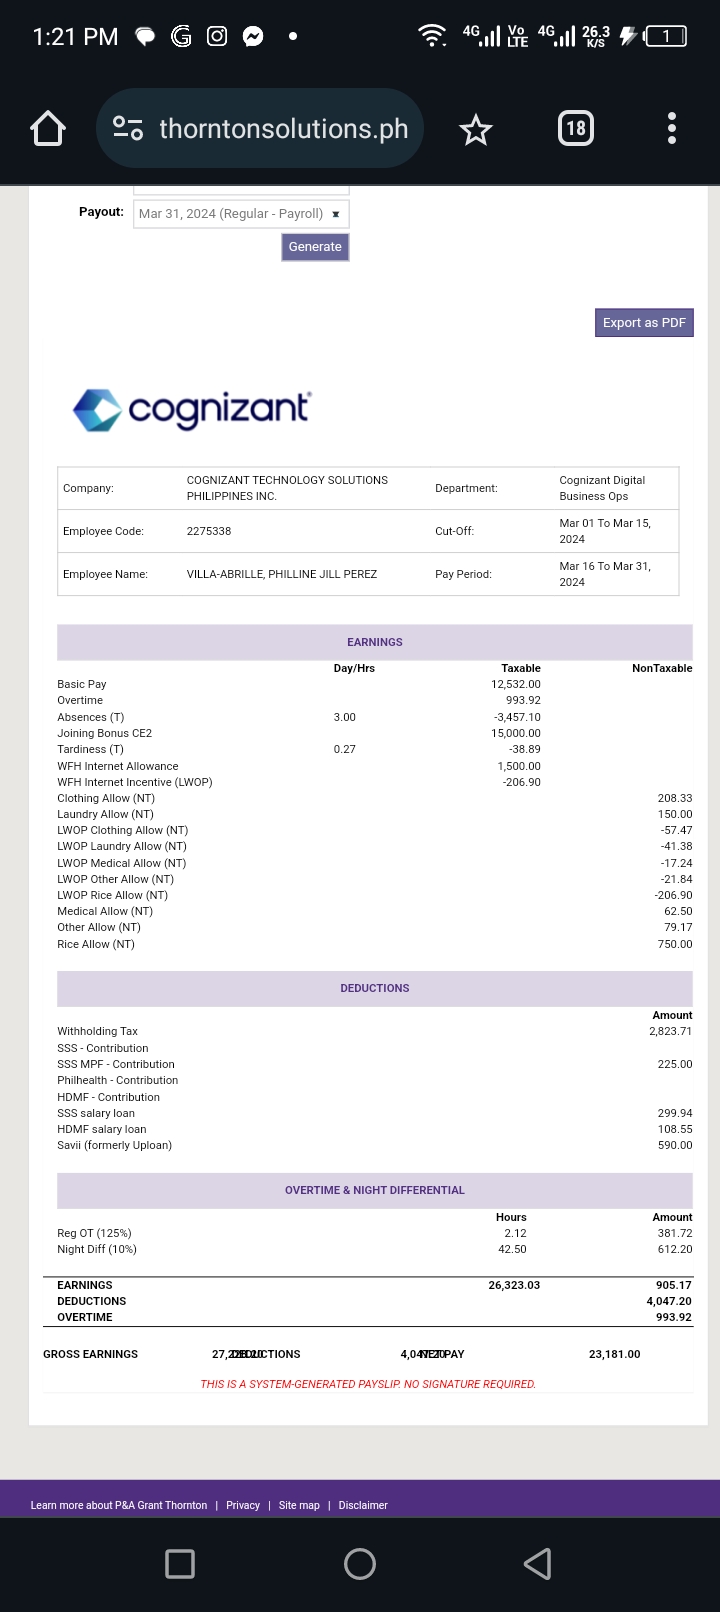 1:21 PM 4G Vo LTE 4G 26.3 K/S 1
thorntonsolutions.ph 18
Payout: Mar 31, 2024 (Regular - Payroll)
Generate
Export as PDF
cognizant
Company: COGNIZANT TECHNOLOGY SOLUTIONS PHILIPPINES INC. Department: Cognizant Digital Business Ops
Employee Code: 2275338 Cut-Off: Mar 01 To Mar 15, 2024
Employee Name: VILLA-ABRILLE, PHILLINE JILL PEREZ Pay Period: Mar 16 To Mar 31, 2024
EARNINGS
Day/Hrs Taxable NonTaxable
Basic Pay 12,532.00
Overtime 993.92
Absences (T) 3.00 -3,457.10
Joining Bonus CE2 15,000.00
Tardiness (T) 0.27 -38.89
WFH Internet Allowance 1,500.00
WFH Internet Incentive (LWOP) -206.90
Clothing Allow (NT) 208.33
Laundry Allow (NT) 150.00
LWOP Clothing Allow (NT) -57.47
LWOP Laundry Allow (NT) -41.38
LWOP Medical Allow (NT) -17.24
LWOP Other Allow (NT) -21.84
LWOP Rice Allow (NT) -206.90
Medical Allow (NT) 62.50
Other Allow (NT) 79.17
Rice Allow (NT) 750.00
DEDUCTIONS
Amount
Withholding Tax 2,823.71
SSS - Contribution
SSS MPF - Contribution 225.00
Philhealth - Contribution
HDMF - Contribution
SSS salary loan 299.94
HDMF salary loan 108.55
Savii (formerly Uploan) 590.00
OVERTIME & NIGHT DIFFERENTIAL
Hours Amount
Reg OT (125%) 2.12 381.72
Night Diff (10%) 42.50 612.20
EARNINGS 26,323.03 905.17
DEDUCTIONS 4,047.20
OVERTIME 993.92
GROSS EARNINGS DEDUCTIONS 4,047.20 NET PAY 23,181.00
THIS IS A SYSTEM-GENERATED PAYSLIP. NO SIGNATURE REQUIRED.
Learn more about P&A Grant Thornton | Privacy | Site map | Disclaimer